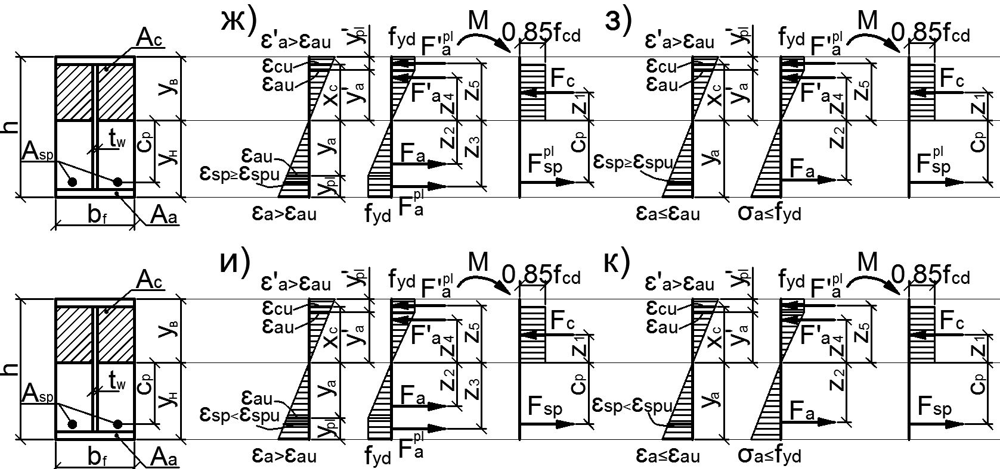 ж)
ε'a>εau
y'pl
fyd
F'a pl
M
0,85fcd
Ac
εcu
εau
xc
y'a
F'a
z4
z5
Fc
z1
yв
h
Asp
tw
cp
yн
εau
εsp≥εspu
ya
ypl
Fa
z2
z3
Fa pl
cp
Fsp pl
bf
Aa
εa>εau
fyd
з)
ε'a>εau
y'pl
fyd
F'a pl
M
0,85fcd
εcu
εau
xc
y'a
F'a
z4
z5
Fc
z1
εsp≥εspu
ya
z2
Fa
cp
Fsp pl
εa≤εau
σa≤fyd
и)
ε'a>εau
y'pl
fyd
F'a pl
M
0,85fcd
Ac
εcu
εau
xc
y'a
F'a
z4
z5
Fc
z1
yв
h
Asp
tw
cp
yн
εau
εsp<εspu
ya
ypl
Fa
z2
z3
Fa pl
cp
Fsp
bf
Aa
εa>εau
fyd
к)
ε'a>εau
y'pl
fyd
F'a pl
M
0,85fcd
εcu
εau
xc
y'a
F'a
z4
z5
Fc
z1
εsp<εspu
ya
z2
Fa
cp
Fsp
εa≤εau
σa≤fyd